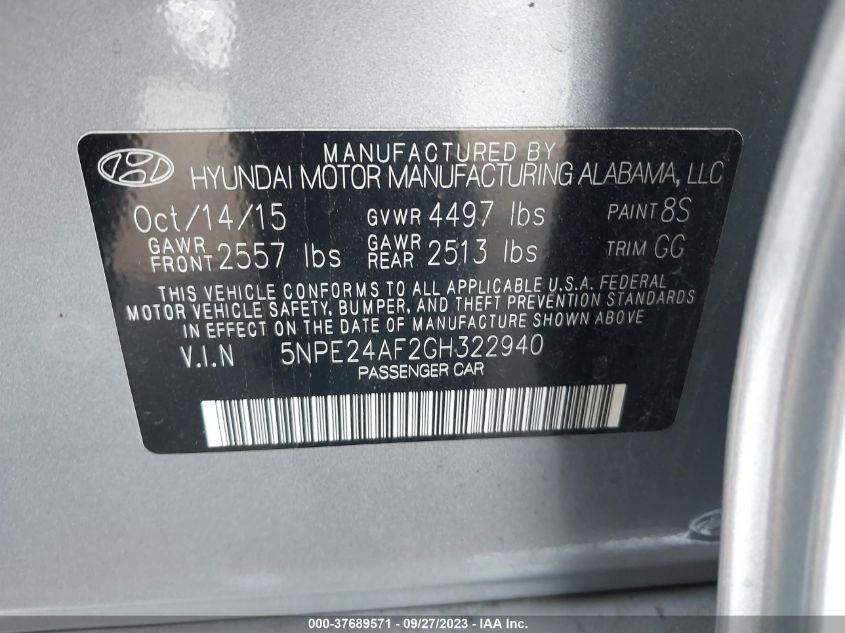 MANUFACTURED BY
HYUNDAI MOTOR MANUFACTURING ALABAMA, LLC
Oct/14/15 GVWR 4497 lbs PAINT 8S
GAWR FRONT 2557 lbs GAWR REAR 2513 lbs TRIM GG
THIS VEHICLE CONFORMS TO ALL APPLICABLE U.S.A. FEDERAL
MOTOR VEHICLE SAFETY, BUMPER, AND THEFT PREVENTION STANDARDS
IN EFFECT ON THE DATE OF MANUFACTURE SHOWN ABOVE
V.I.N 5NPE24AF2GH322940
PASSENGER CAR
000-37689571 - 09/27/2023 - IAAI.com